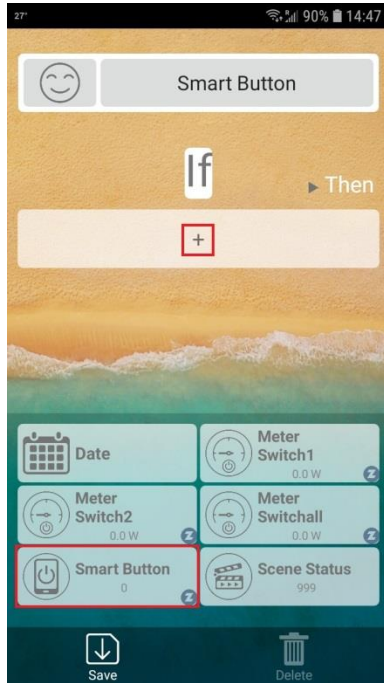 27° 90% 14:47
Smart Button
If
▸ Then
+
Date
Meter
Switch1
0.0 W
Z
Meter
Switch2
0.0 W
Z
Meter
Switchall
0.0 W
Z
Smart Button
0
Z
Scene Status
999
Save
Delete